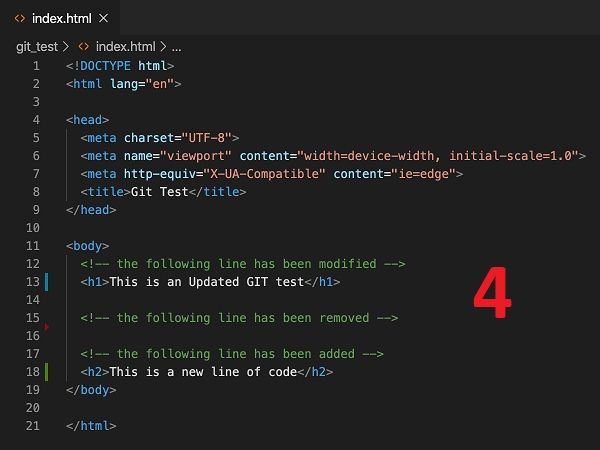 index.html ×
git_test > index.html > ...
1 <!DOCTYPE html>
2 <html lang="en">
3
4 <head>
5   <meta charset="UTF-8">
6   <meta name="viewport" content="width=device-width, initial-scale=1.0">
7   <meta http-equiv="X-UA-Compatible" content="ie=edge">
8   <title>Git Test</title>
9 </head>
10
11 <body>
12   <!-- the following line has been modified -->
13   <h1>This is an Updated GIT test</h1>
14
15   <!-- the following line has been removed -->
16
17   <!-- the following line has been added -->
18   <h2>This is a new line of code</h2>
19 </body>
20
21 </html>
4